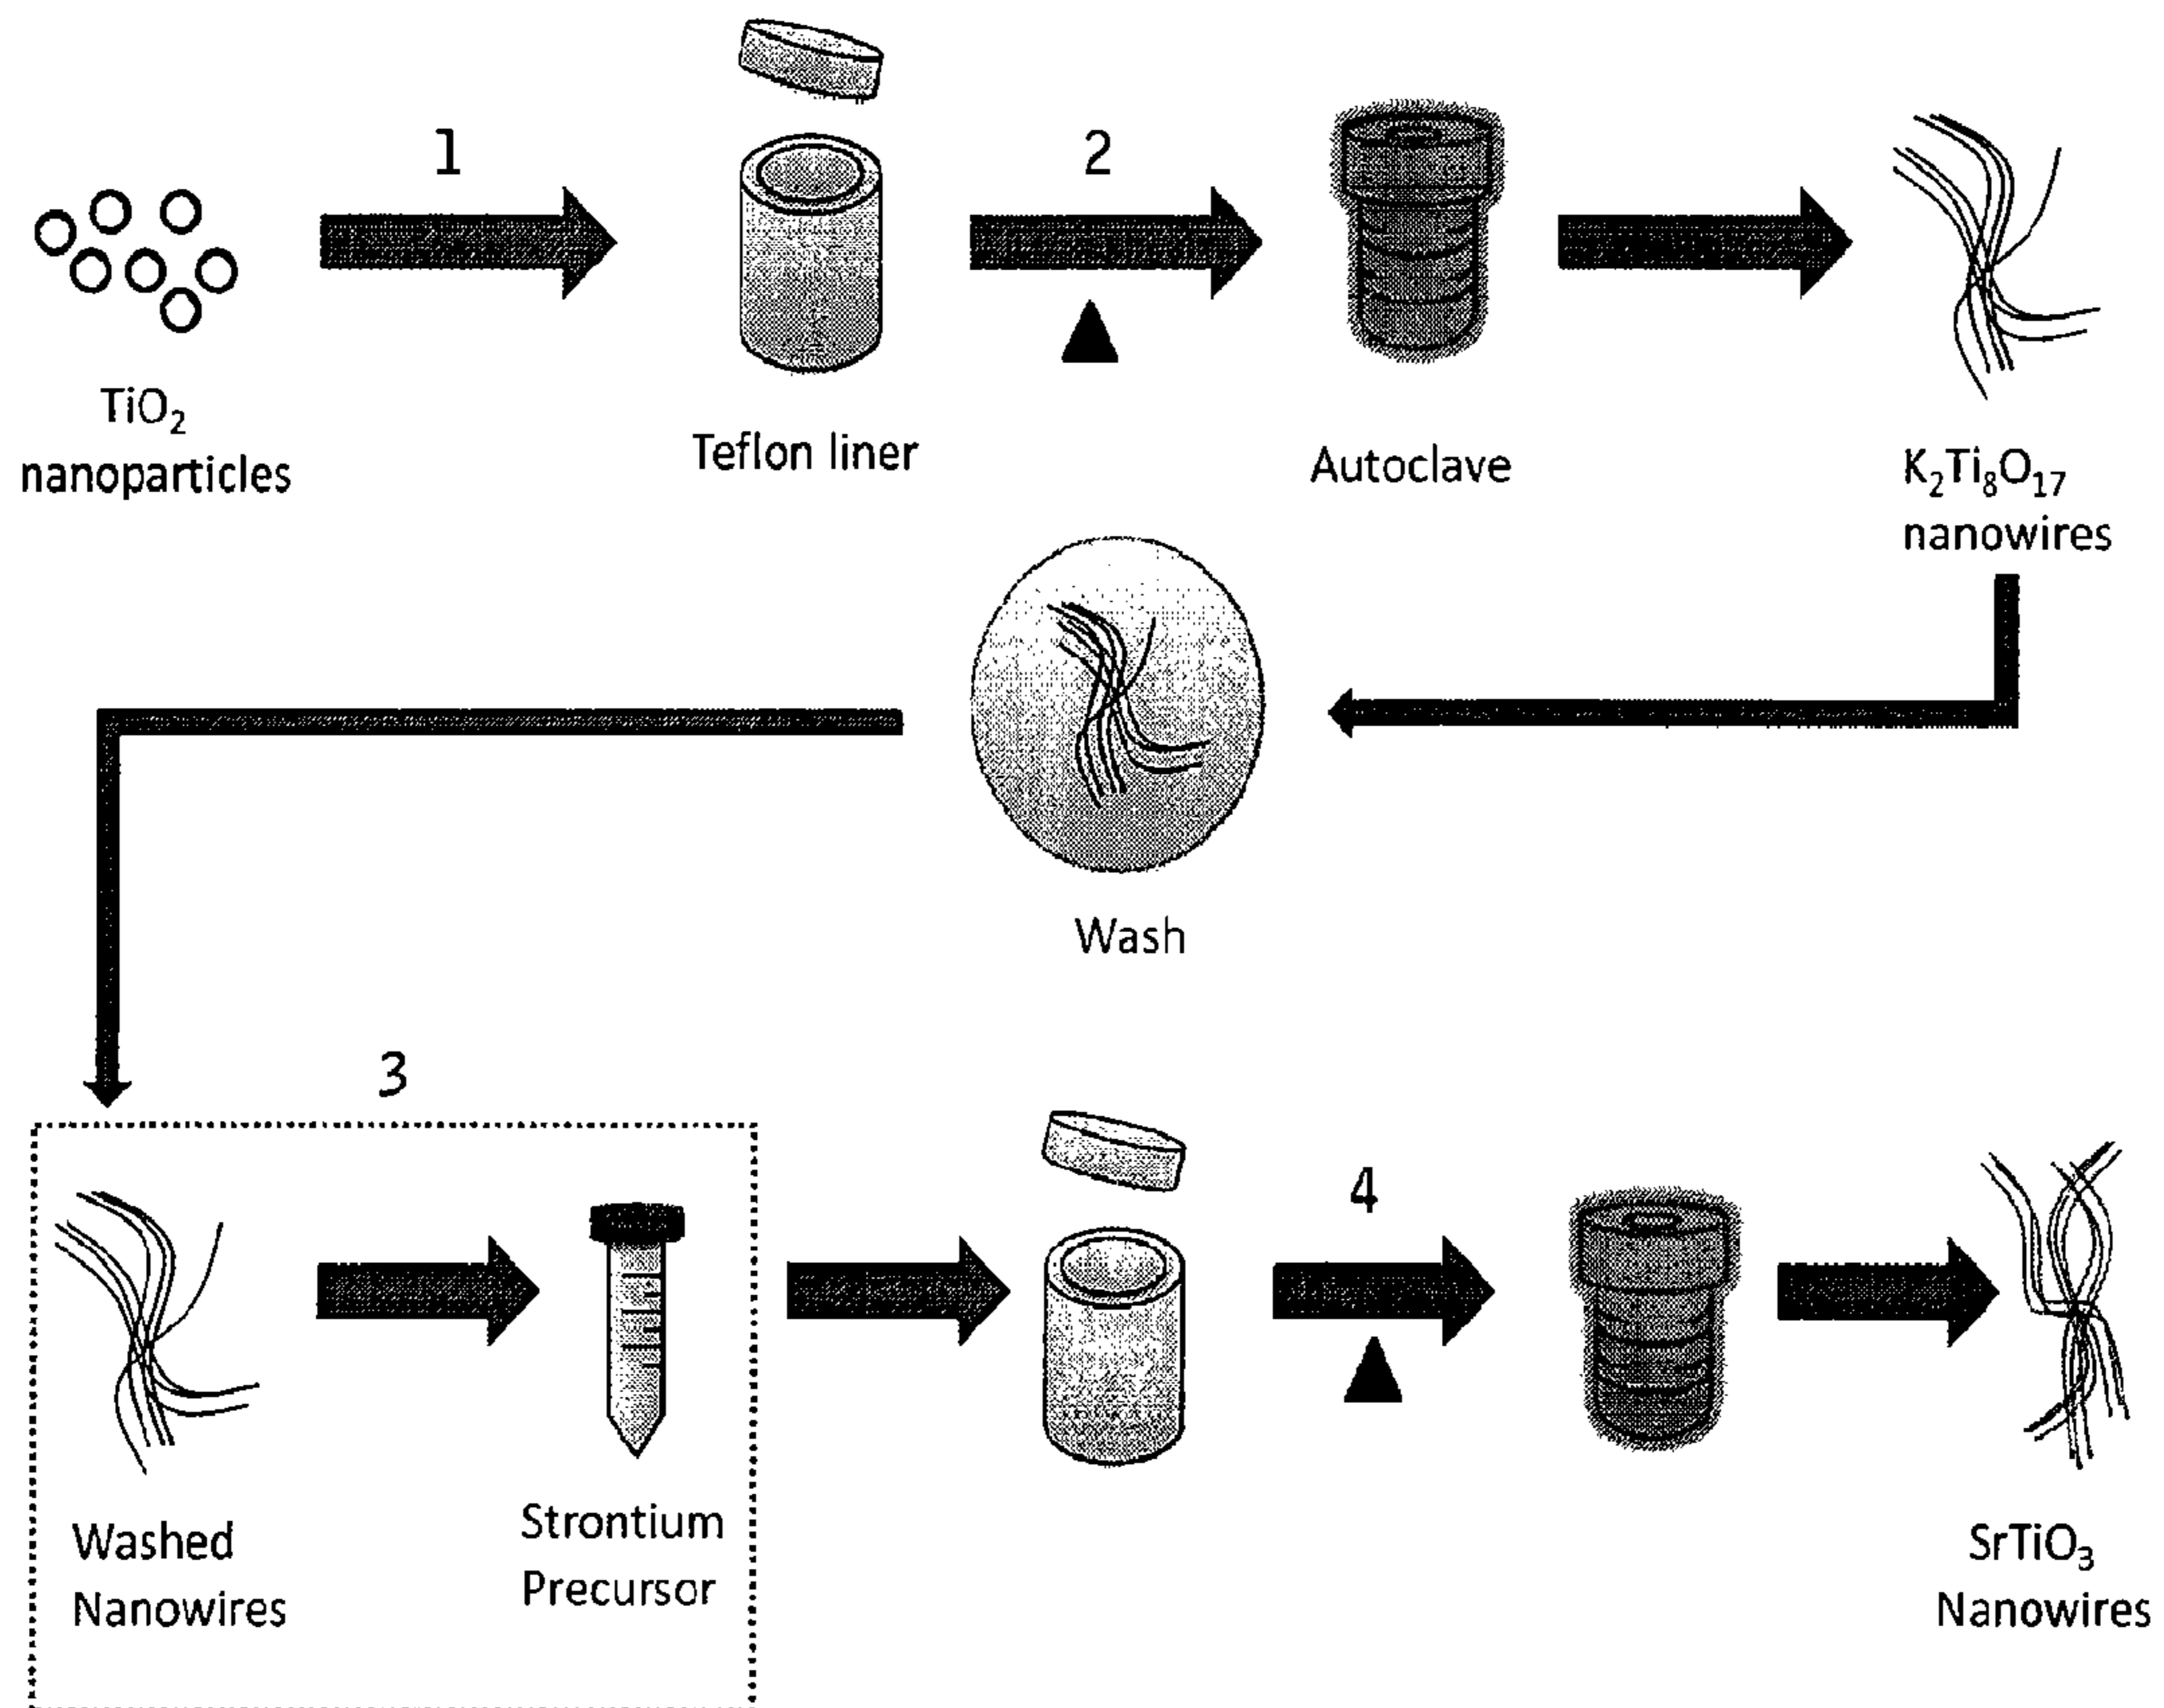 1
2
TiO₂
nanoparticles
Teflon liner
Autoclave
K₂Ti₈O₁₇
nanowires
Wash
3
4
Washed
Nanowires
Strontium
Precursor
SrTiO₃
Nanowires